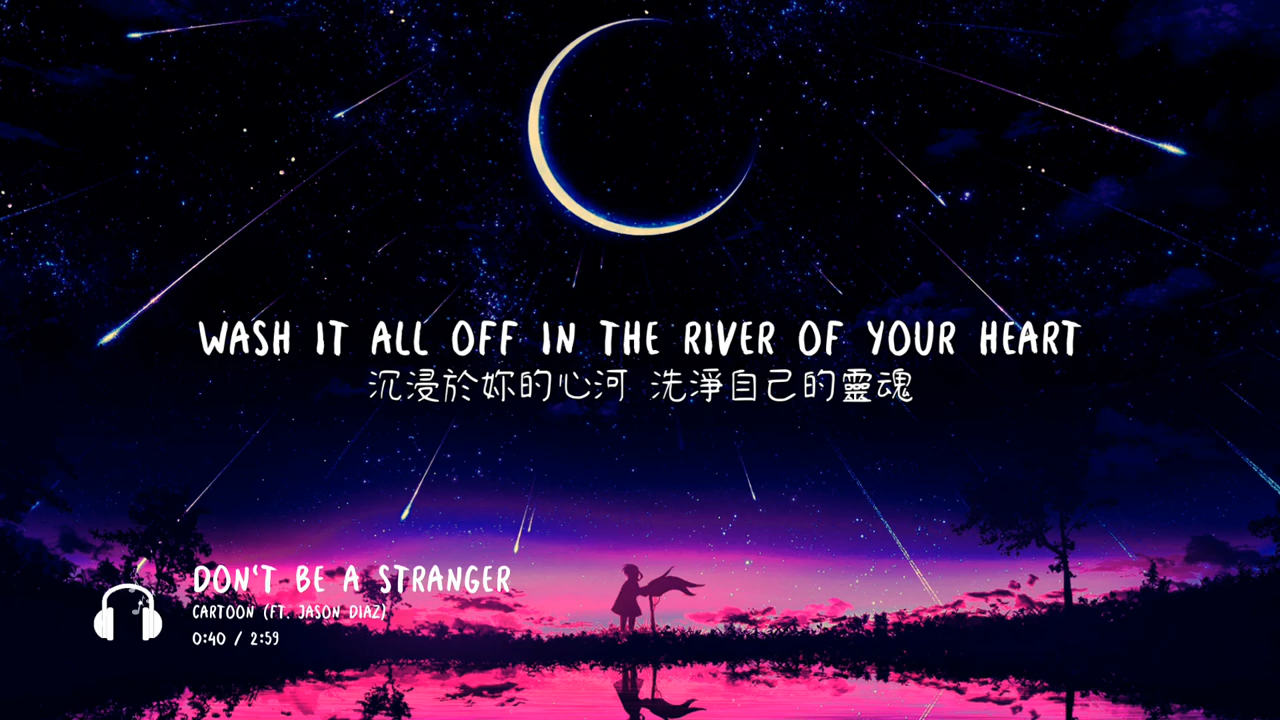 WASH IT ALL OFF IN THE RIVER OF YOUR HEART
沉浸於妳的心河 洗淨自己的靈魂
DON'T BE A STRANGER
CARTOON (FT. JASON DIAZ)
0:40 / 2:59